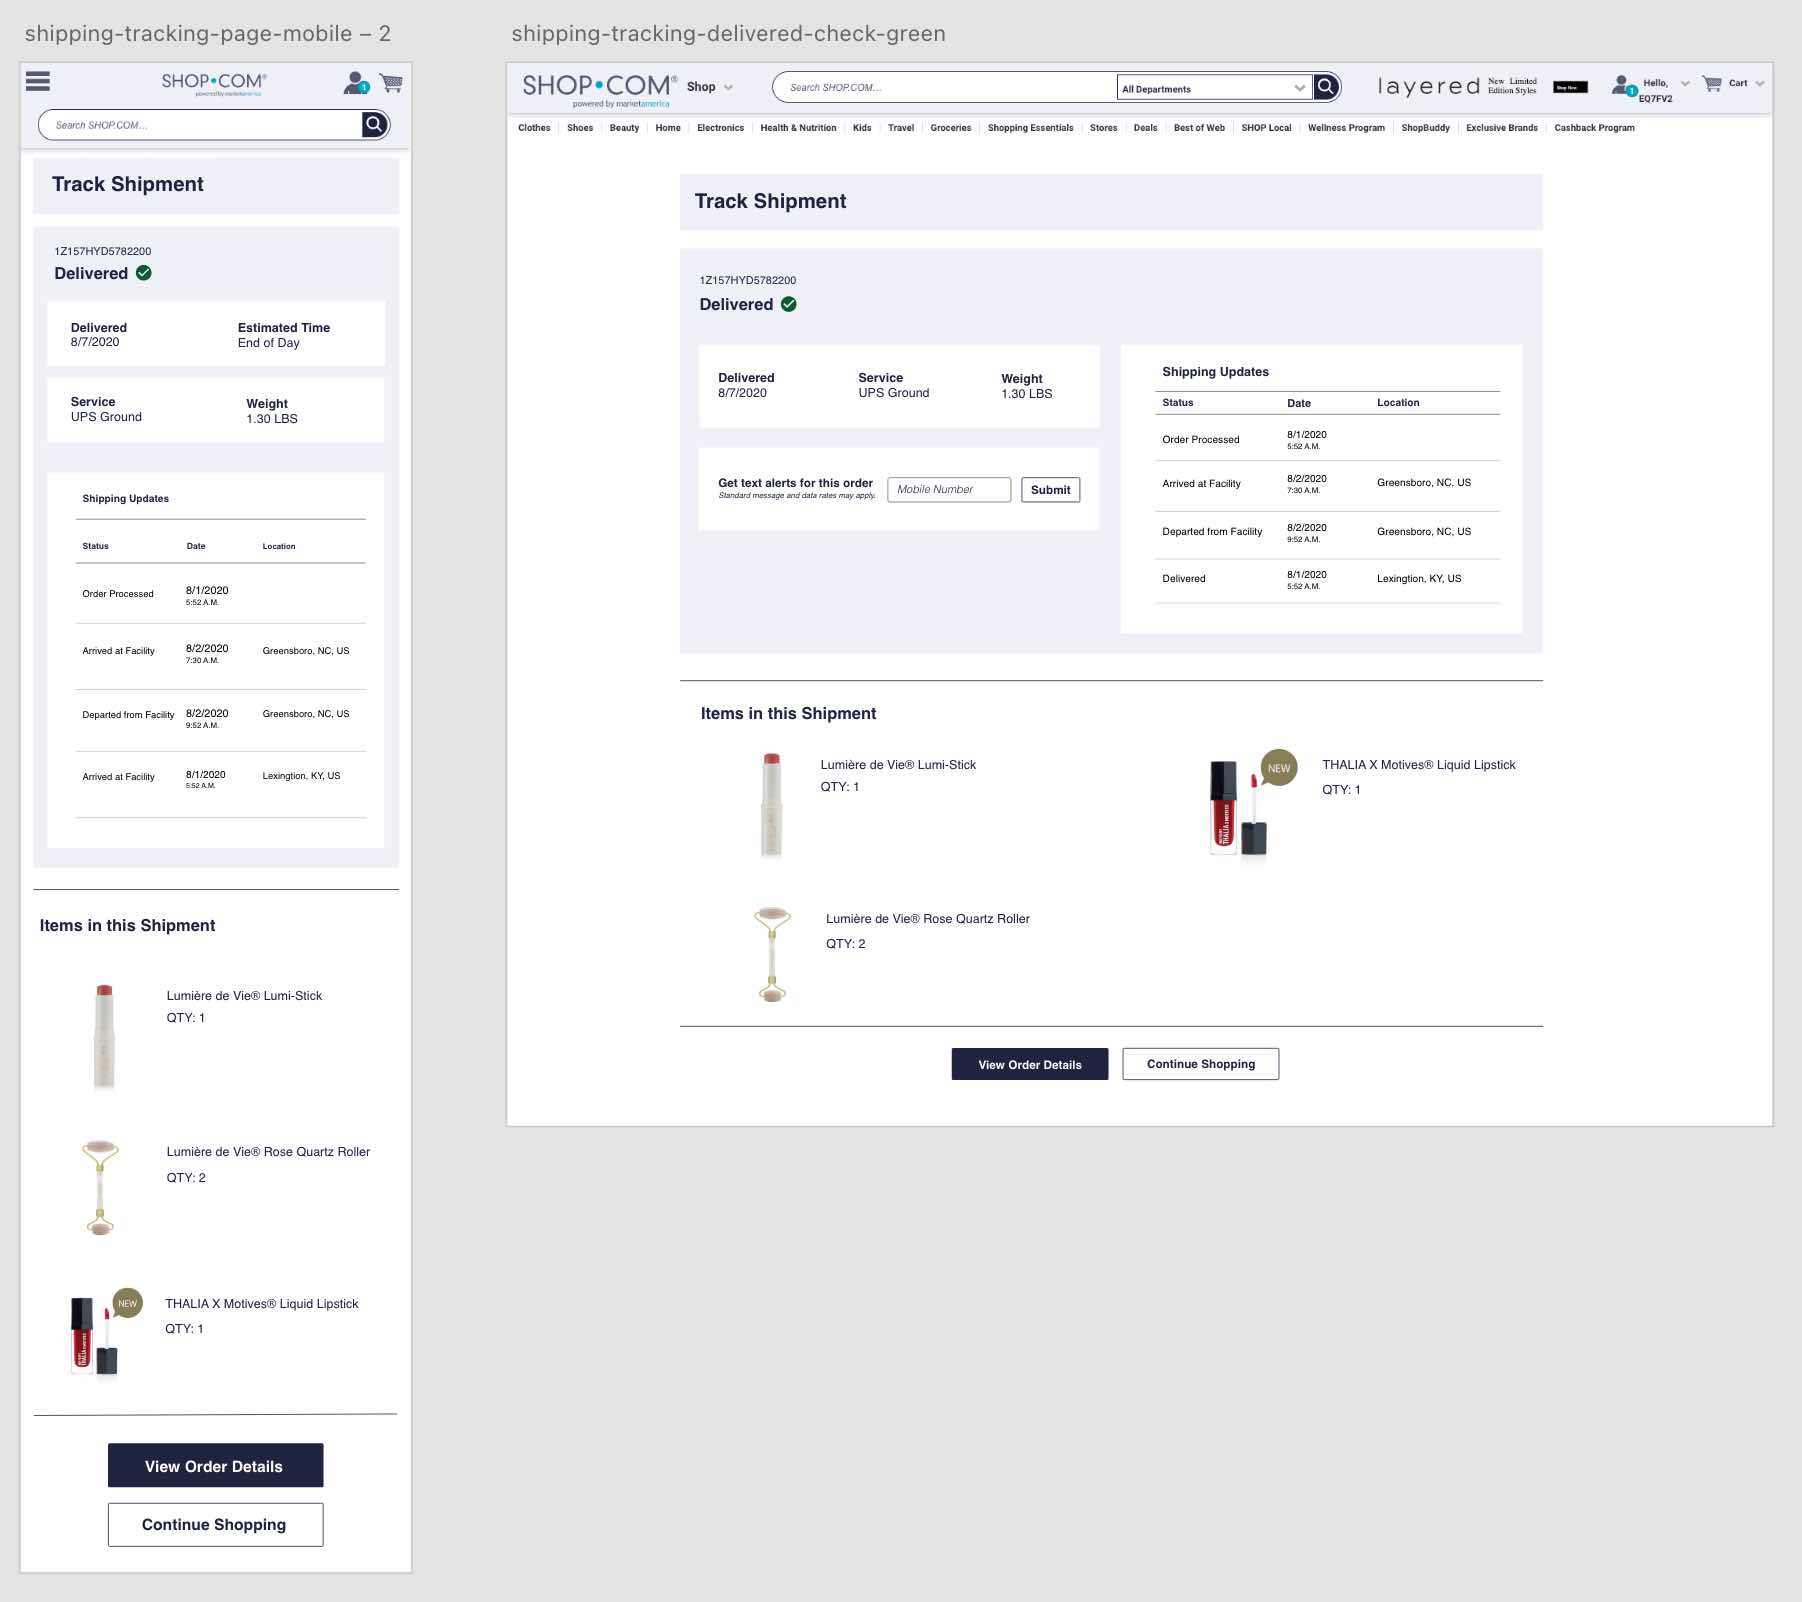 shipping-tracking-page-mobile – 2
SHOP•COM®
powered by marketamerica
1
Search SHOP.COM...
Track Shipment
1Z157HYD5782200
Delivered
Delivered
8/7/2020
Estimated Time
End of Day
Service
UPS Ground
Weight
1.30 LBS
Shipping Updates
Status Date Location
Order Processed 8/1/2020
5:52 A.M.
Arrived at Facility 8/2/2020 Greensboro, NC, US
7:30 A.M.
Departed from Facility 8/2/2020 Greensboro, NC, US
9:52 A.M.
Arrived at Facility 8/1/2020 Lexingtion, KY, US
5:52 A.M.
Items in this Shipment
Lumière de Vie® Lumi-Stick
QTY: 1
Lumière de Vie® Rose Quartz Roller
QTY: 2
NEW
THALIA
THALIA X Motives® Liquid Lipstick
QTY: 1
View Order Details
Continue Shopping
shipping-tracking-delivered-check-green
SHOP•COM®
powered by marketamerica
Shop
Search SHOP.COM...
All Departments
layered
New Limited
Edition Styles
Shop Now
1
Hello,
EQ7FV2
Cart
Clothes Shoes Beauty Home Electronics Health & Nutrition Kids Travel Groceries Shopping Essentials Stores Deals Best of Web SHOP Local Wellness Program ShopBuddy Exclusive Brands Cashback Program
Track Shipment
1Z157HYD5782200
Delivered
Delivered
8/7/2020
Service
UPS Ground
Weight
1.30 LBS
Get text alerts for this order
Standard message and data rates may apply.
Mobile Number
Submit
Shipping Updates
Status Date Location
Order Processed 8/1/2020
5:52 A.M.
Arrived at Facility 8/2/2020 Greensboro, NC, US
7:30 A.M.
Departed from Facility 8/2/2020 Greensboro, NC, US
9:52 A.M.
Delivered 8/1/2020 Lexingtion, KY, US
5:52 A.M.
Items in this Shipment
Lumière de Vie® Lumi-Stick
QTY: 1
NEW
THALIA
THALIA X Motives® Liquid Lipstick
QTY: 1
Lumière de Vie® Rose Quartz Roller
QTY: 2
View Order Details
Continue Shopping